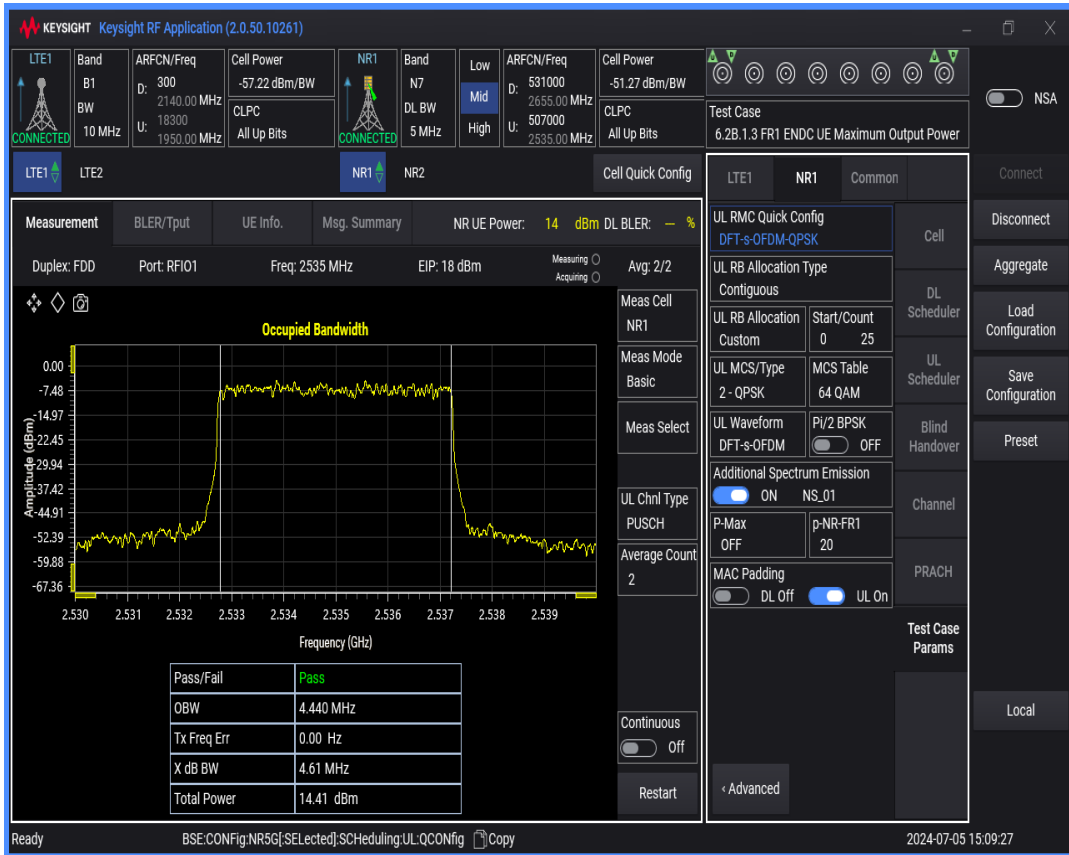 KEYSIGHT Keysight RF Application (2.0.50.10261)
LTE1 Band ARFCN/Freq Cell Power NR1 Band Low ARFCN/Freq Cell Power
B1 D: 300 -57.22 dBm/BW N7 D: 531000 -51.27 dBm/BW
2140.00 MHz Mid 2655.00 MHz
BW U: 18300 CLPC DL BW U: 507000 CLPC
CONNECTED 10 MHz 1950.00 MHz All Up Bits CONNECTED 5 MHz High 2535.00 MHz All Up Bits
U D U D
Test Case
6.2B.1.3 FR1 ENDC UE Maximum Output Power
NSA
LTE1 LTE2 NR1 NR2 Cell Quick Config
Measurement BLER/Tput UE Info. Msg. Summary NR UE Power: 14 dBm DL BLER: --- %
Duplex: FDD Port: RFIO1 Freq: 2535 MHz EIP: 18 dBm Measuring Avg: 2/2
Acquiring
Occupied Bandwidth
Amplitude (dBm)
0.00
-7.48
-14.97
-22.45
-29.94
-37.42
-44.91
-52.39
-59.88
-67.36
2.530 2.531 2.532 2.533 2.534 2.535 2.536 2.537 2.538 2.539
Frequency (GHz)
Pass/Fail Pass
OBW 4.440 MHz
Tx Freq Err 0.00 Hz
X dB BW 4.61 MHz
Total Power 14.41 dBm
Meas Cell
NR1
Meas Mode
Basic
Meas Select
UL Chnl Type
PUSCH
Average Count
2
Continuous
Off
Restart
LTE1 NR1 Common
UL RMC Quick Config
DFT-s-OFDM-QPSK
UL RB Allocation Type
Contiguous
UL RB Allocation Start/Count
Custom 0 25
UL MCS/Type MCS Table
2 - QPSK 64 QAM
UL Waveform Pi/2 BPSK
DFT-s-OFDM OFF
Additional Spectrum Emission
ON NS_01
P-Max p-NR-FR1
OFF 20
MAC Padding
DL Off UL On
‹ Advanced
Cell
DL
Scheduler
UL
Scheduler
Blind
Handover
Channel
PRACH
Test Case
Params
Connect
Disconnect
Aggregate
Load
Configuration
Save
Configuration
Preset
Local
Ready BSE:CONFig:NR5G[:SELected]:SCHeduling:UL:QCONfig Copy 2024-07-05 15:09:27